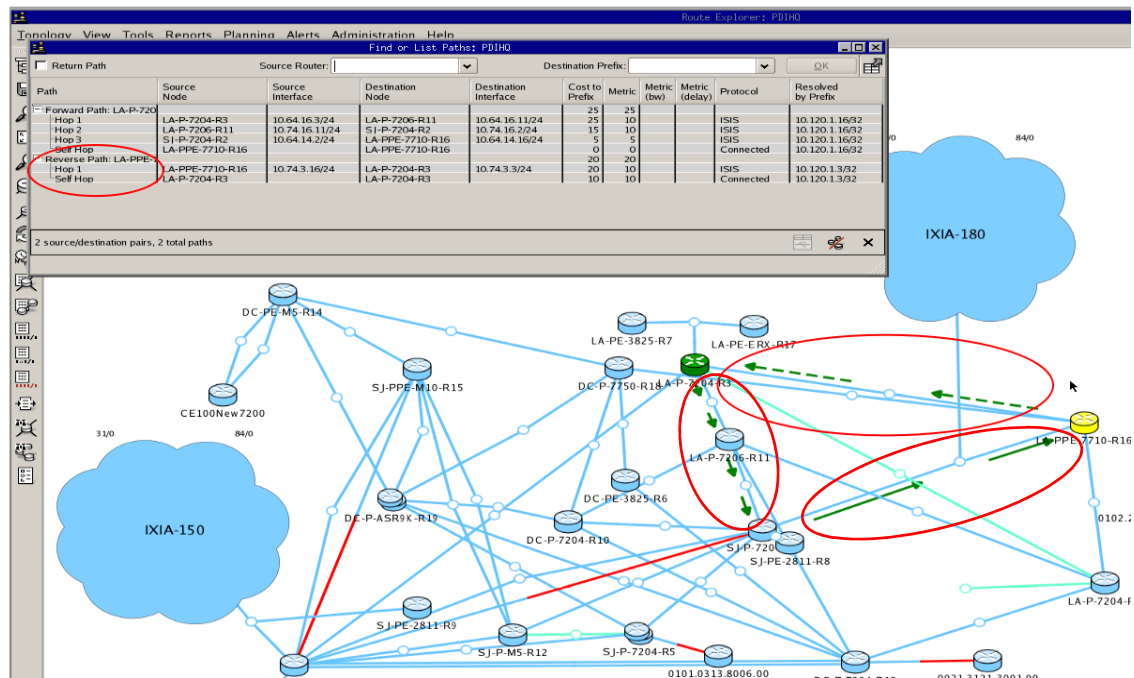 Route Explorer: PDIHQ
Topology View Tools Reports Planning Alerts Administration Help
Find or List Paths: PDIHQ
Return Path Source Router: Destination Prefix: OK
Path Source Node Source Interface Destination Node Destination Interface Cost to Prefix Metric Metric (bw) Metric (delay) Protocol Resolved by Prefix
Forward Path: LA-P-720 25 25
Hop 1 LA-P-7204-R3 10.64.16.3/24 LA-P-7206-R11 10.64.16.11/24 25 10 ISIS 10.120.1.16/32
Hop 2 LA-P-7206-R11 10.74.16.11/24 SJ-P-7204-R2 10.74.16.2/24 15 10 ISIS 10.120.1.16/32
Hop 3 SJ-P-7204-R2 10.64.14.2/24 LA-PPE-7710-R16 10.64.14.16/24 5 5 ISIS 10.120.1.16/32
Self Hop LA-PPE-7710-R16 LA-PPE-7710-R16 0 0 Connected 10.120.1.16/32
Reverse Path: LA-PPE- 20 20
Hop 1 LA-PPE-7710-R16 10.74.3.16/24 LA-P-7204-R3 10.74.3.3/24 20 10 ISIS 10.120.1.3/32
Self Hop LA-P-7204-R3 LA-P-7204-R3 10 10 Connected 10.120.1.3/32
2 source/destination pairs, 2 total paths
/0 84/0
IXIA-180
DC-PE-M5-R14
LA-PE-3825-R7
LA-PE-ERX-R17
SJ-PPE-M10-R15
DC-P-7750-R18
LA-P-7204-R3
CE100New7200
31/0 84/0
LA-PPE-7710-R16
LA-P-7206-R11
DC-PE-3825-R6
DC-P-ASR9K-R19
0102.2
IXIA-150
DC-P-7204-R10
SJ-P-720
SJ-PE-2811-R8
LA-P-7204-F
SJ-PE-2811-R9
SJ-P-M5-R12
SJ-P-7204-R5
0101.0313.8006.00